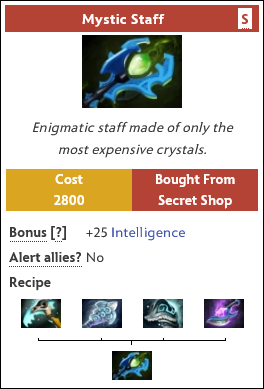 Mystic Staff S
Enigmatic staff made of only the
most expensive crystals.
Cost Bought From
2800 Secret Shop
Bonus [?] +25 Intelligence
Alert allies? No
Recipe